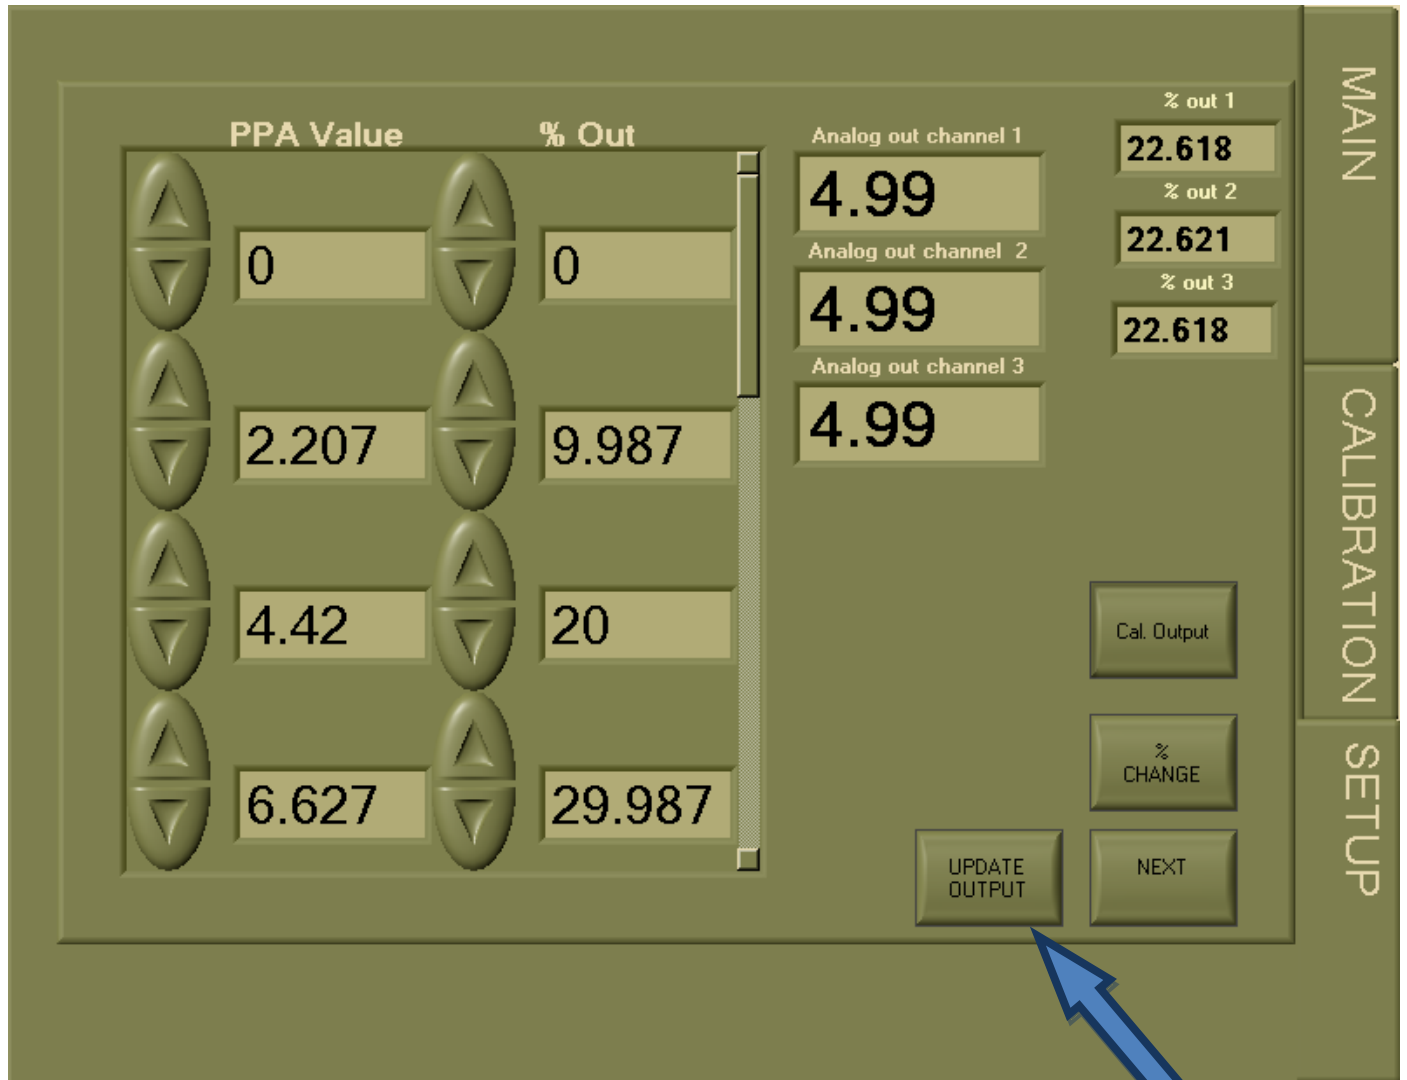 PPA Value
% Out
0
0
2.207
9.987
4.42
20
6.627
29.987
Analog out channel 1
4.99
Analog out channel  2
4.99
Analog out channel 3
4.99
% out 1
22.618
% out 2
22.621
% out 3
22.618
Cal. Output
%
CHANGE
UPDATE
OUTPUT
NEXT
MAIN
CALIBRATION
SETUP